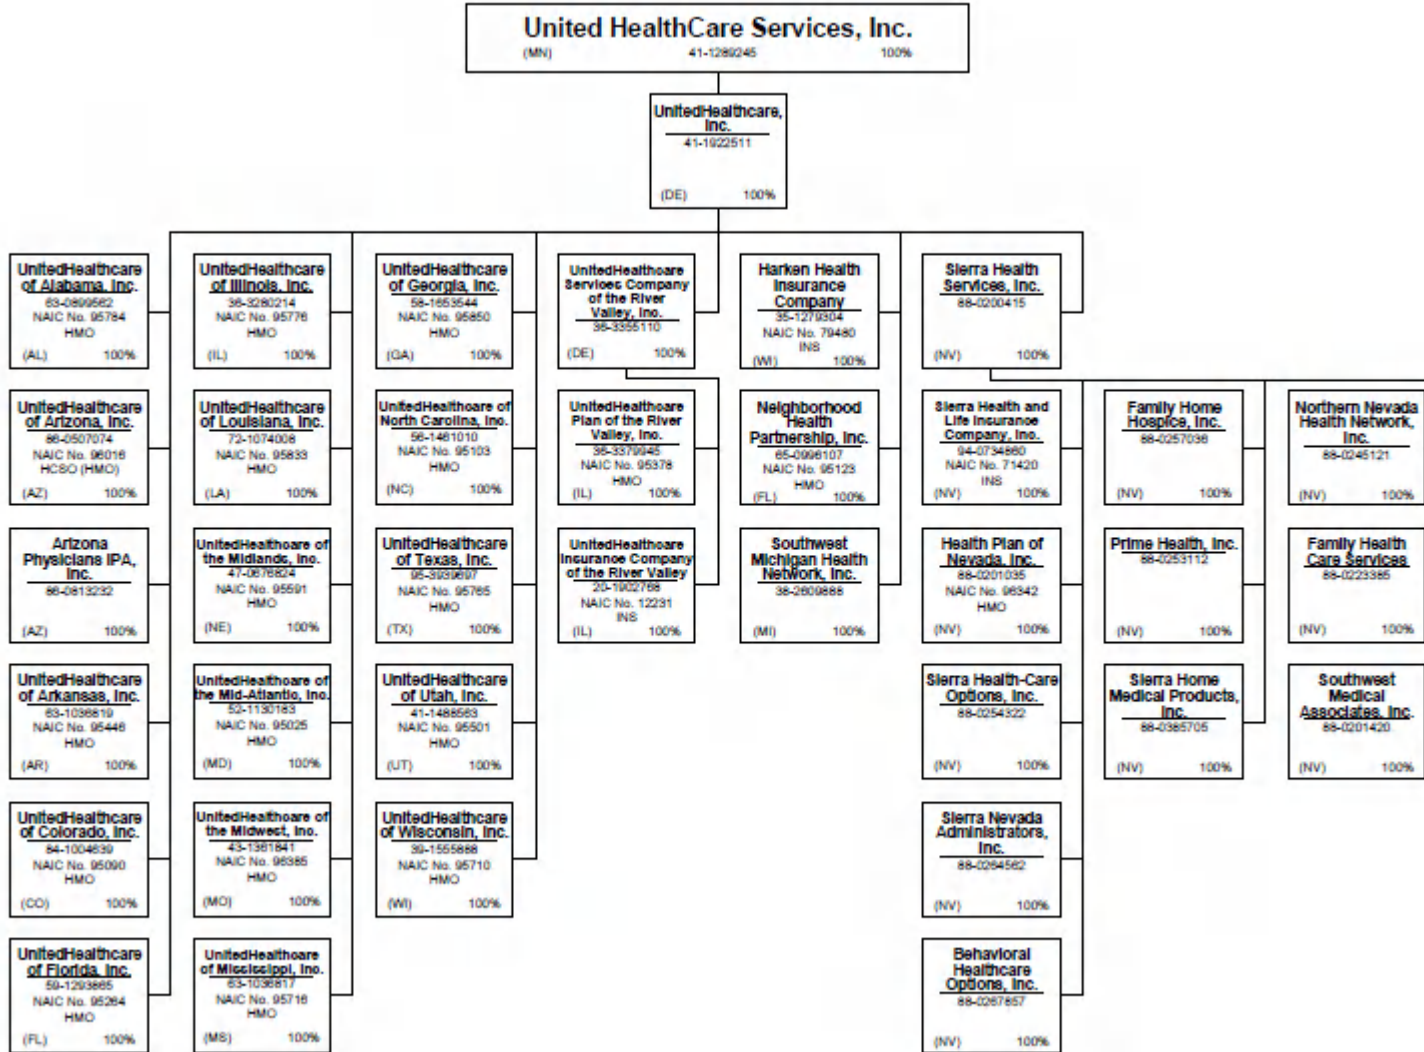 United HealthCare Services, Inc.
(MN) 41-1289245 100%
UnitedHealthcare,
Inc.
41-1922511
(DE) 100%
UnitedHealthcare
of Alabama, Inc.
63-0899562
NAIC No. 95784
HMO
(AL) 100%
UnitedHealthcare
of Arizona, Inc.
86-0507074
NAIC No. 96016
HCSO (HMO)
(AZ) 100%
Arizona
Physicians IPA,
Inc.
86-0813232
(AZ) 100%
UnitedHealthcare
of Arkansas, Inc.
63-1036819
NAIC No. 95446
HMO
(AR) 100%
UnitedHealthcare
of Colorado, Inc.
84-1004639
NAIC No. 95090
HMO
(CO) 100%
UnitedHealthcare
of Florida, Inc.
59-1293865
NAIC No. 95264
HMO
(FL) 100%
UnitedHealthcare
of Illinois, Inc.
36-3280214
NAIC No. 95776
HMO
(IL) 100%
UnitedHealthcare
of Louisiana, Inc.
72-1074008
NAIC No. 95833
HMO
(LA) 100%
UnitedHealthcare of
the Midlands, Inc.
47-0676824
NAIC No. 95591
HMO
(NE) 100%
UnitedHealthcare of
the Mid-Atlantic, Inc.
52-1130183
NAIC No. 95025
HMO
(MD) 100%
UnitedHealthcare of
the Midwest, Inc.
43-1361841
NAIC No. 96385
HMO
(MO) 100%
UnitedHealthcare
of Mississippi, Inc.
63-1036817
NAIC No. 95716
HMO
(MS) 100%
UnitedHealthcare
of Georgia, Inc.
58-1653544
NAIC No. 95850
HMO
(GA) 100%
UnitedHealthcare of
North Carolina, Inc.
56-1461010
NAIC No. 95103
HMO
(NC) 100%
UnitedHealthcare
of Texas, Inc.
95-3939697
NAIC No. 95765
HMO
(TX) 100%
UnitedHealthcare
of Utah, Inc.
41-1488563
NAIC No. 95501
HMO
(UT) 100%
UnitedHealthcare
of Wisconsin, Inc.
39-1555888
NAIC No. 95710
HMO
(WI) 100%
UnitedHealthcare
Services Company
of the River
Valley, Inc.
36-3355110
(DE) 100%
UnitedHealthcare
Plan of the River
Valley, Inc.
36-3379945
NAIC No. 95378
HMO
(IL) 100%
UnitedHealthcare
Insurance Company
of the River Valley
20-1902768
NAIC No. 12231
INS
(IL) 100%
Harken Health
Insurance
Company
35-1279304
NAIC No. 79480
INS
(WI) 100%
Neighborhood
Health
Partnership, Inc.
65-0996107
NAIC No. 95123
HMO
(FL) 100%
Southwest
Michigan Health
Network, Inc.
38-2609888
(MI) 100%
Sierra Health
Services, Inc.
88-0200415
(NV) 100%
Sierra Health and
Life Insurance
Company, Inc.
94-0734860
NAIC No. 71420
INS
(NV) 100%
Health Plan of
Nevada, Inc.
88-0201035
NAIC No. 96342
HMO
(NV) 100%
Sierra Health-Care
Options, Inc.
88-0254322
(NV) 100%
Sierra Nevada
Administrators,
Inc.
88-0264562
(NV) 100%
Behavioral
Healthcare
Options, Inc.
88-0267857
(NV) 100%
Family Home
Hospice, Inc.
88-0257036
(NV) 100%
Prime Health, Inc.
88-0253112
(NV) 100%
Sierra Home
Medical Products,
Inc.
88-0385705
(NV) 100%
Northern Nevada
Health Network,
Inc.
88-0245121
(NV) 100%
Family Health
Care Services
88-0223385
(NV) 100%
Southwest
Medical
Associates, Inc.
88-0201420
(NV) 100%